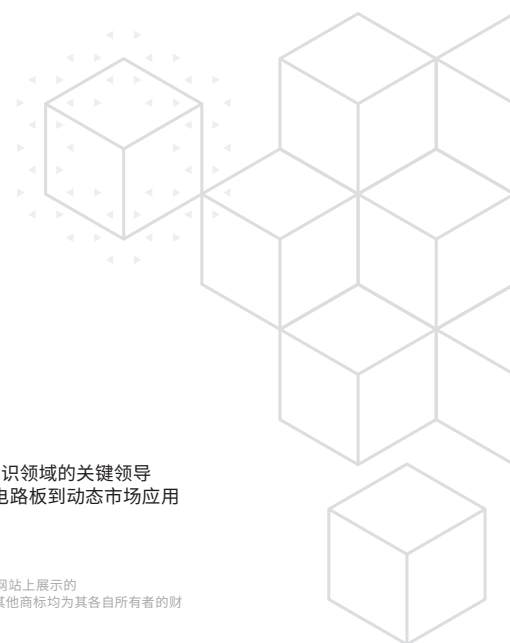 识领域的关键领导
电路板到动态市场应用
网站上展示的
其他商标均为其各自所有者的财